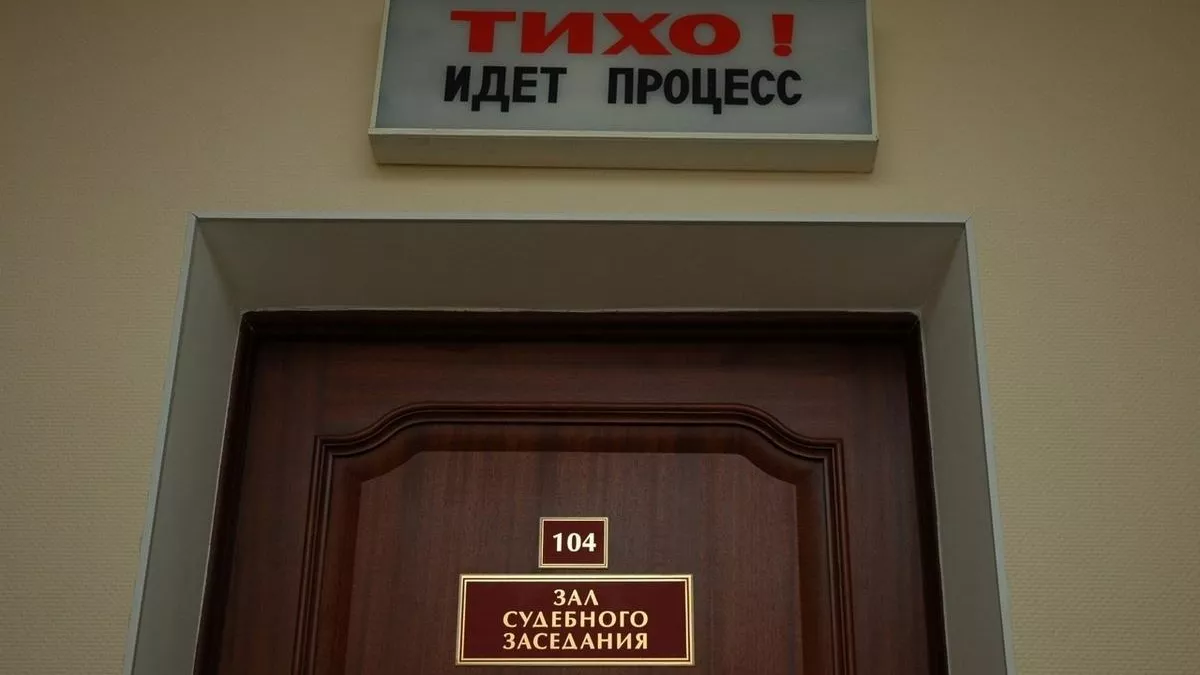 ТИХО!
ИДЕТ ПРОЦЕСС
104
ЗАЛ
СУДЕБНОГО
ЗАСЕДАНИЯ